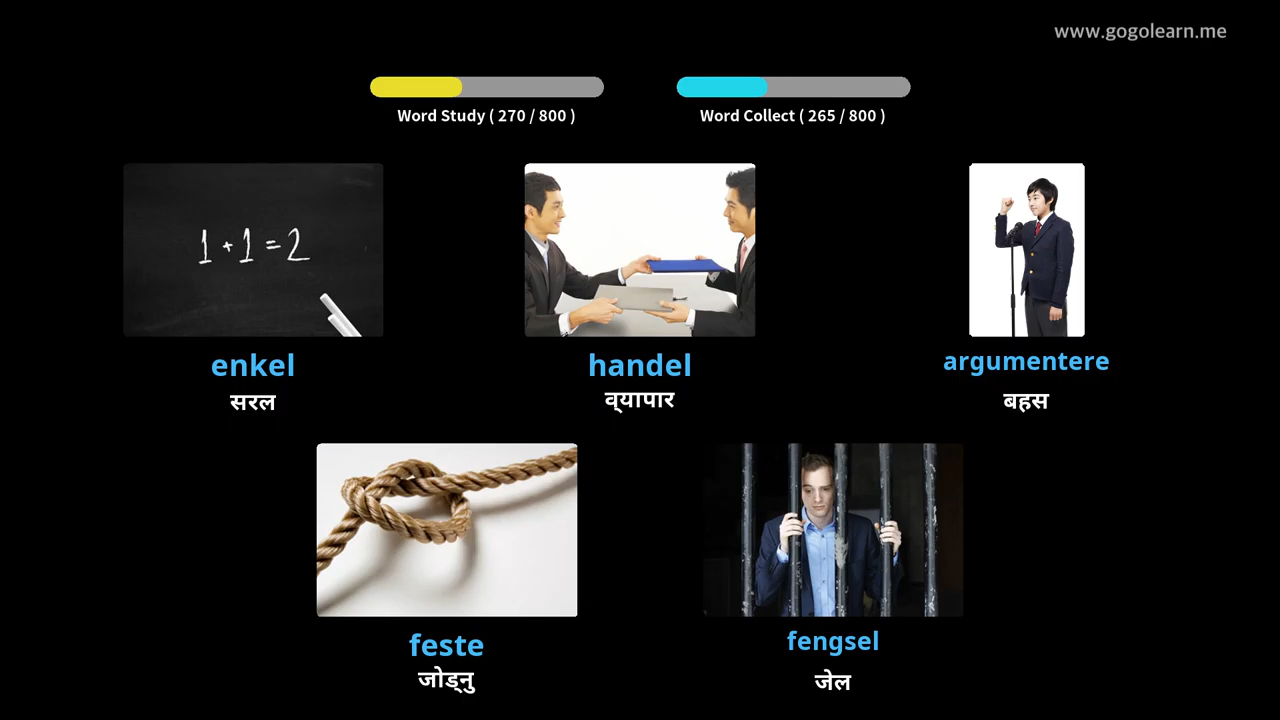 www.gogolearn.me
Word Study ( 270 / 800 )
Word Collect ( 265 / 800 )
1 + 1 = 2
enkel
handel
argumentere
सरल
व्‌यापार
बहस
feste
fengsel
जोड्नु
जेल